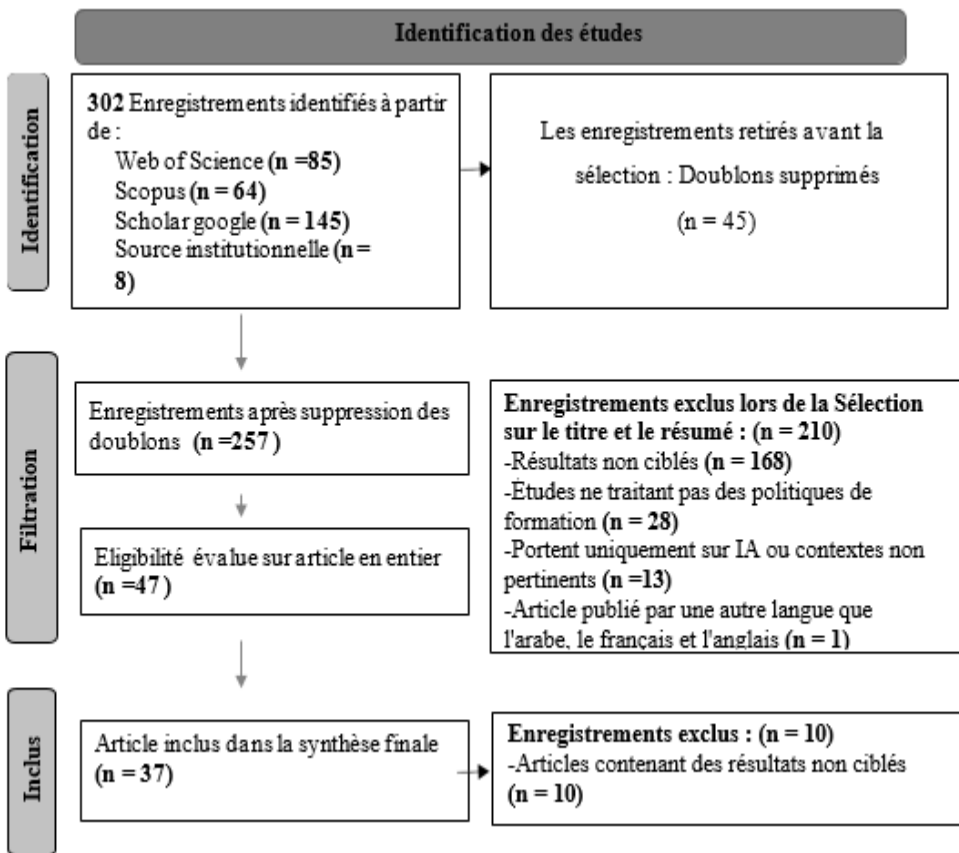 Identification des études
Identification
302 Enregistrements identifiés à partir
de :
Web of Science (n =85)
Scopus (n = 64)
Scholar google (n = 145)
Source institutionnelle (n =
8)
Les enregistrements retirés avant la
sélection : Doublons supprimés
(n = 45)
Filtration
Enregistrements après suppression des
doublons (n =257)
Eligibilité évalue sur article en entier
(n =47 )
Enregistrements exclus lors de la Sélection
sur le titre et le résumé : (n = 210)
-Résultats non ciblés (n = 168)
-Études ne traitant pas des politiques de
formation (n = 28)
-Portent uniquement sur IA ou contextes non
pertinents (n =13)
-Article publié par une autre langue que
l'arabe, le français et l'anglais (n = 1)
Inclus
Article inclus dans la synthèse finale
(n = 37)
Enregistrements exclus : (n = 10)
-Articles contenant des résultats non ciblés
(n = 10)